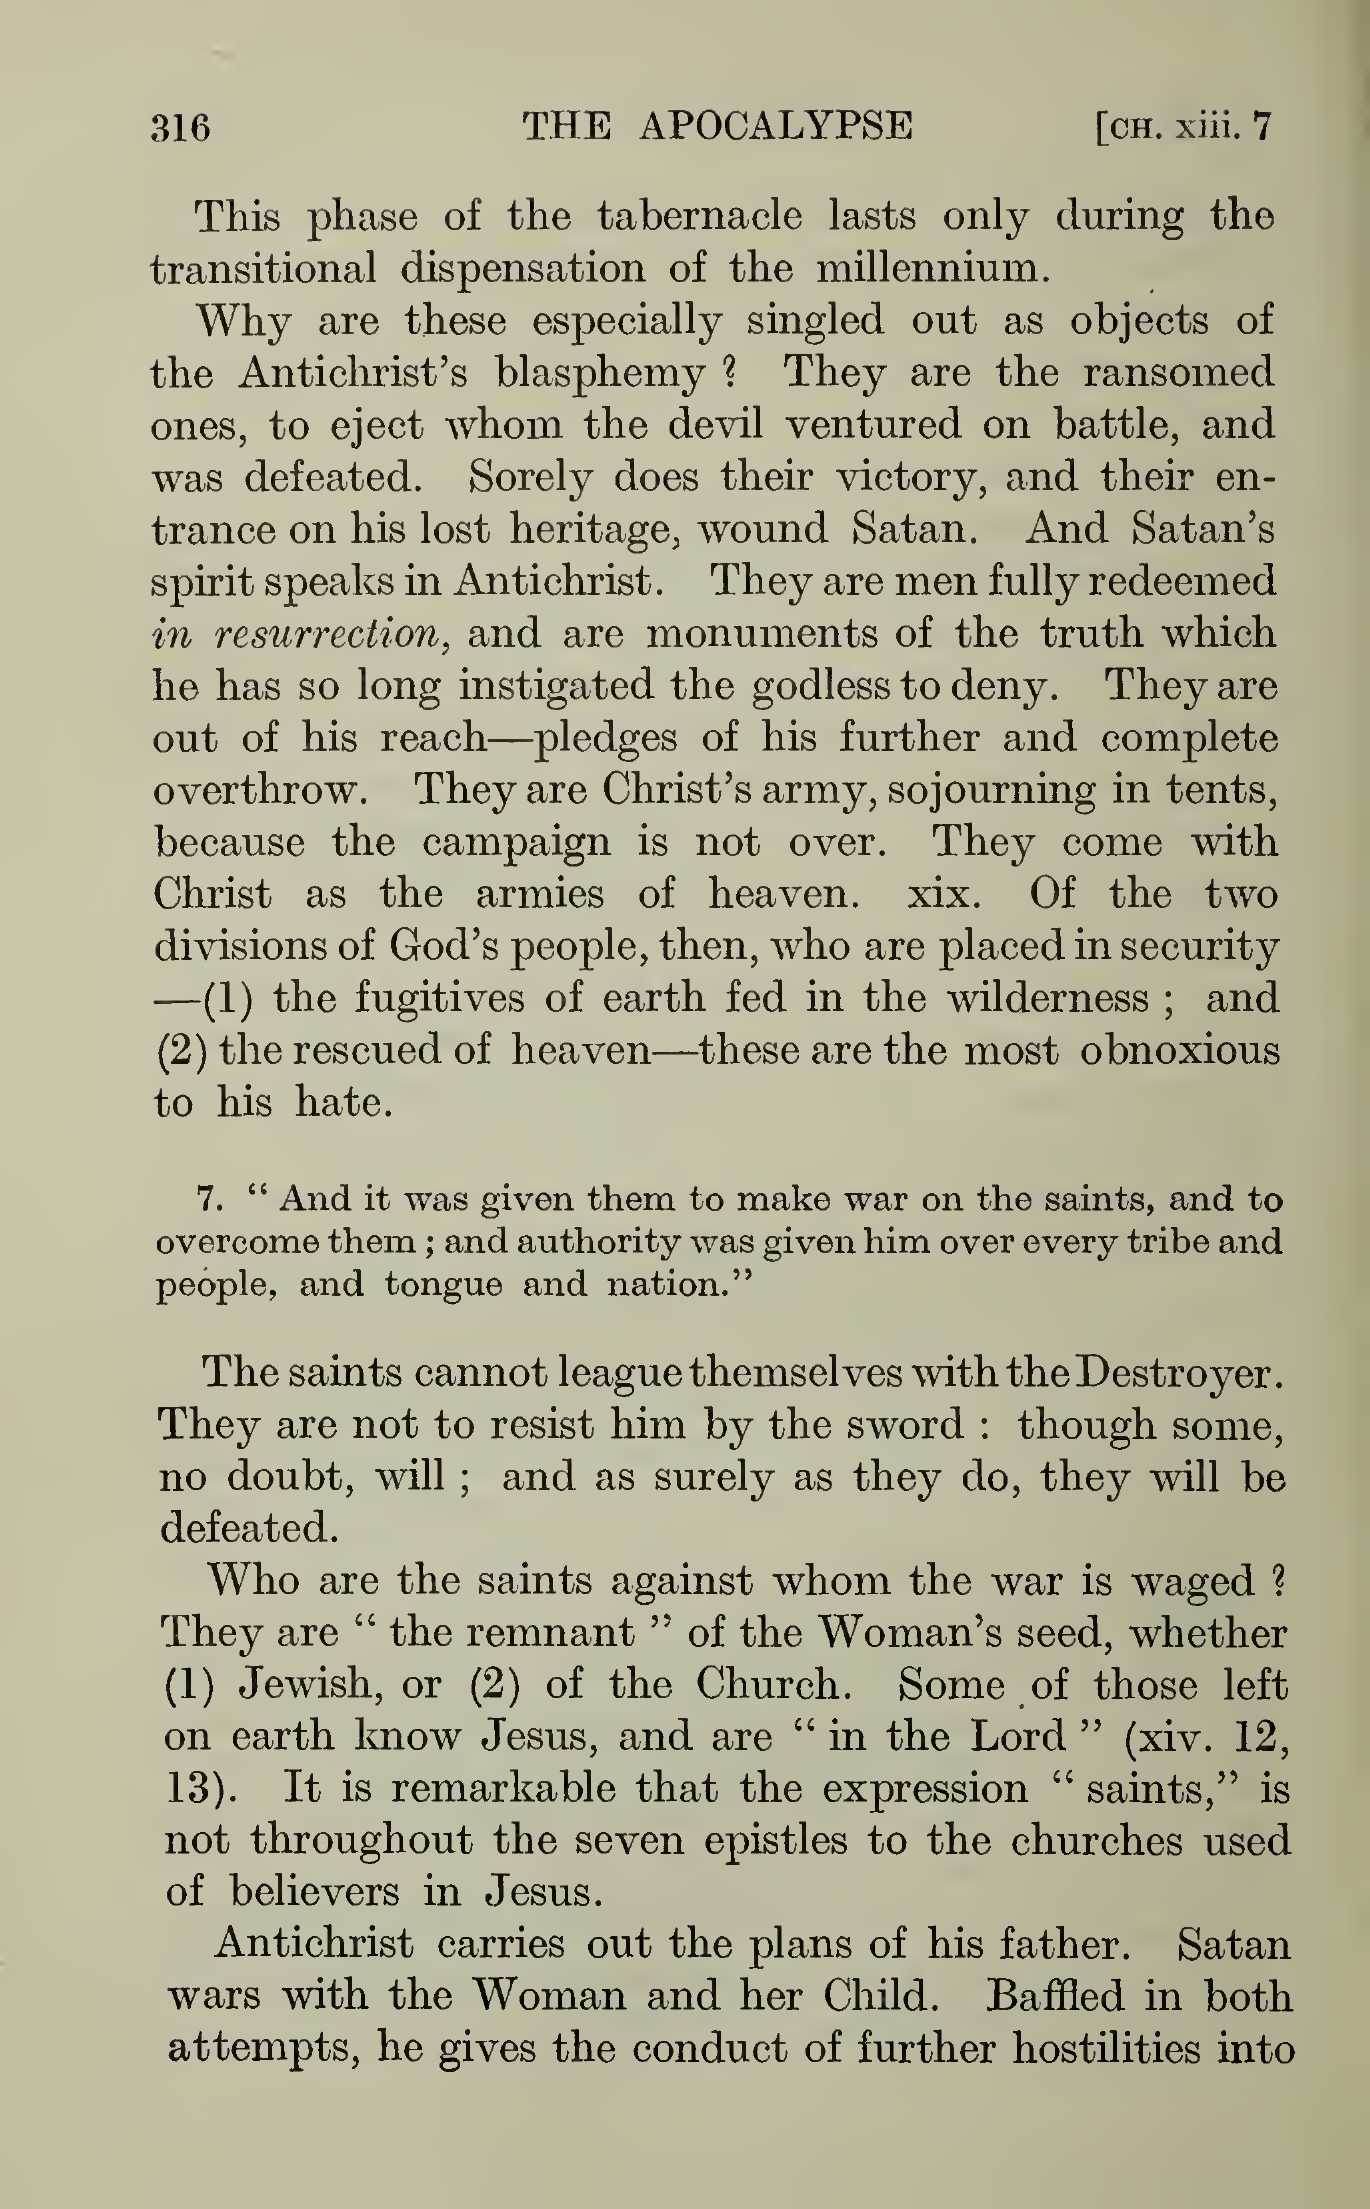 316 THE APOCALYPSE [CH. xiii. 7
This phase of the tabernacle lasts only during the
transitional dispensation of the millennium.
Why are these especially singled out as objects of
the Antichrist's blasphemy ? They are the ransomed
ones, to eject whom the devil ventured on battle, and
was defeated. Sorely does their victory, and their en-
trance on his lost heritage, wound Satan. And Satan's
spirit speaks in Antichrist. They are men fully redeemed
in resurrection, and are monuments of the truth which
he has so long instigated the godless to deny. They are
out of his reach—pledges of his further and complete
overthrow. They are Christ's army, sojourning in tents,
because the campaign is not over. They come with
Christ as the armies of heaven. xix. Of the two
divisions of God's people, then, who are placed in security
—(1) the fugitives of earth fed in the wilderness ; and
(2) the rescued of heaven—these are the most obnoxious
to his hate.
7. " And it was given them to make war on the saints, and to
overcome them ; and authority was given him over every tribe and
people, and tongue and nation."
The saints cannot league themselves with the Destroyer.
They are not to resist him by the sword : though some,
no doubt, will ; and as surely as they do, they will be
defeated.
Who are the saints against whom the war is waged ?
They are " the remnant " of the Woman's seed, whether
(1) Jewish, or (2) of the Church. Some of those left
on earth know Jesus, and are " in the Lord " (xiv. 12,
13). It is remarkable that the expression " saints," is
not throughout the seven epistles to the churches used
of believers in Jesus.
Antichrist carries out the plans of his father. Satan
wars with the Woman and her Child. Baffled in both
attempts, he gives the conduct of further hostilities into